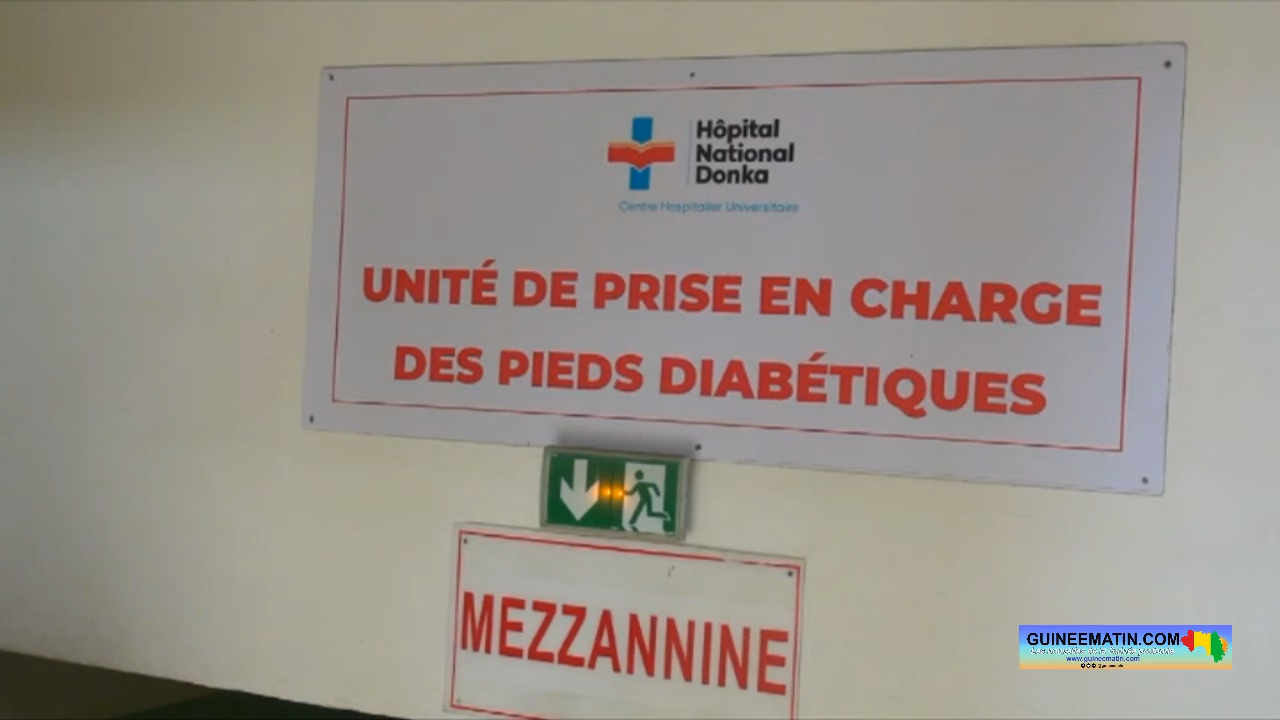 Hôpital
National
Donka
Centre Hospitalier Universitaire
UNITÉ DE PRISE EN CHARGE
DES PIEDS DIABÉTIQUES
MEZZANNINE
GUINEEMATIN.COM
www.guineematin.com